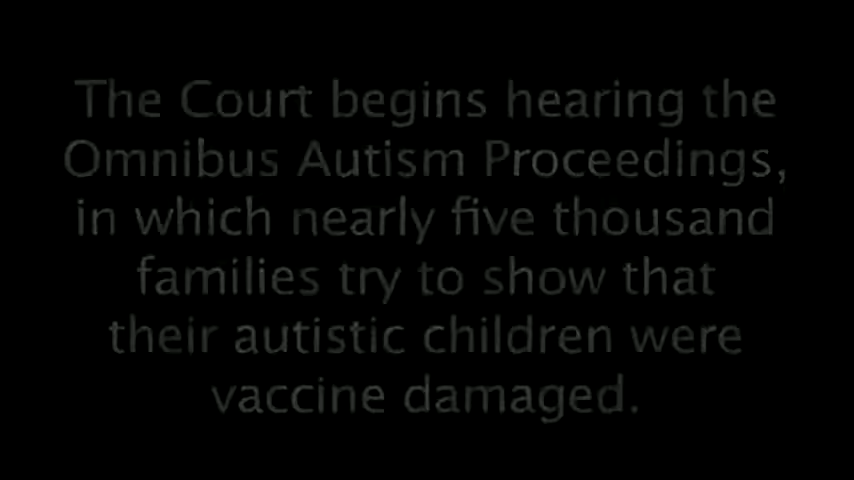 The Court begins hearing the
Omnibus Autism Proceedings,
in which nearly five thousand
families try to show that
their autistic children were
vaccine damaged.